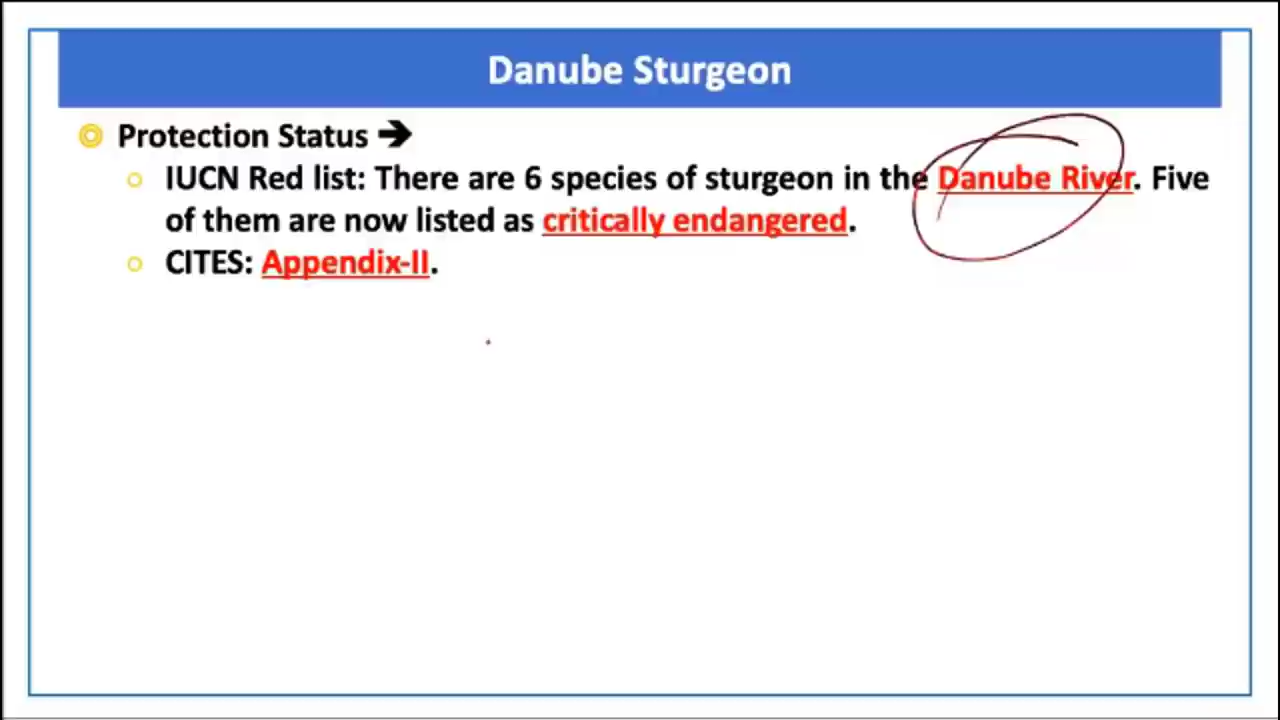 Danube Sturgeon
Protection Status ➔
IUCN Red list: There are 6 species of sturgeon in the Danube River. Five
of them are now listed as critically endangered.
CITES: Appendix-II.